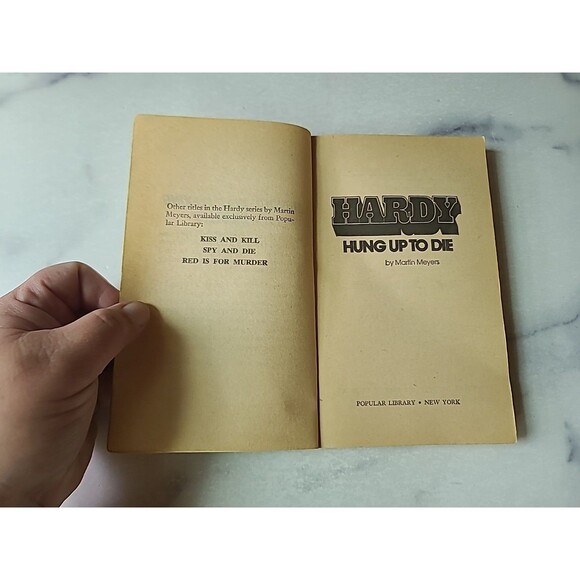 Other titles in the Hardy series by Martin
Meyers, available exclusively from Popu-
lar Library:
KISS AND KILL
SPY AND DIE
RED IS FOR MURDER
HARDY
HUNG UP TO DIE
by Martin Meyers
POPULAR LIBRARY • NEW YORK